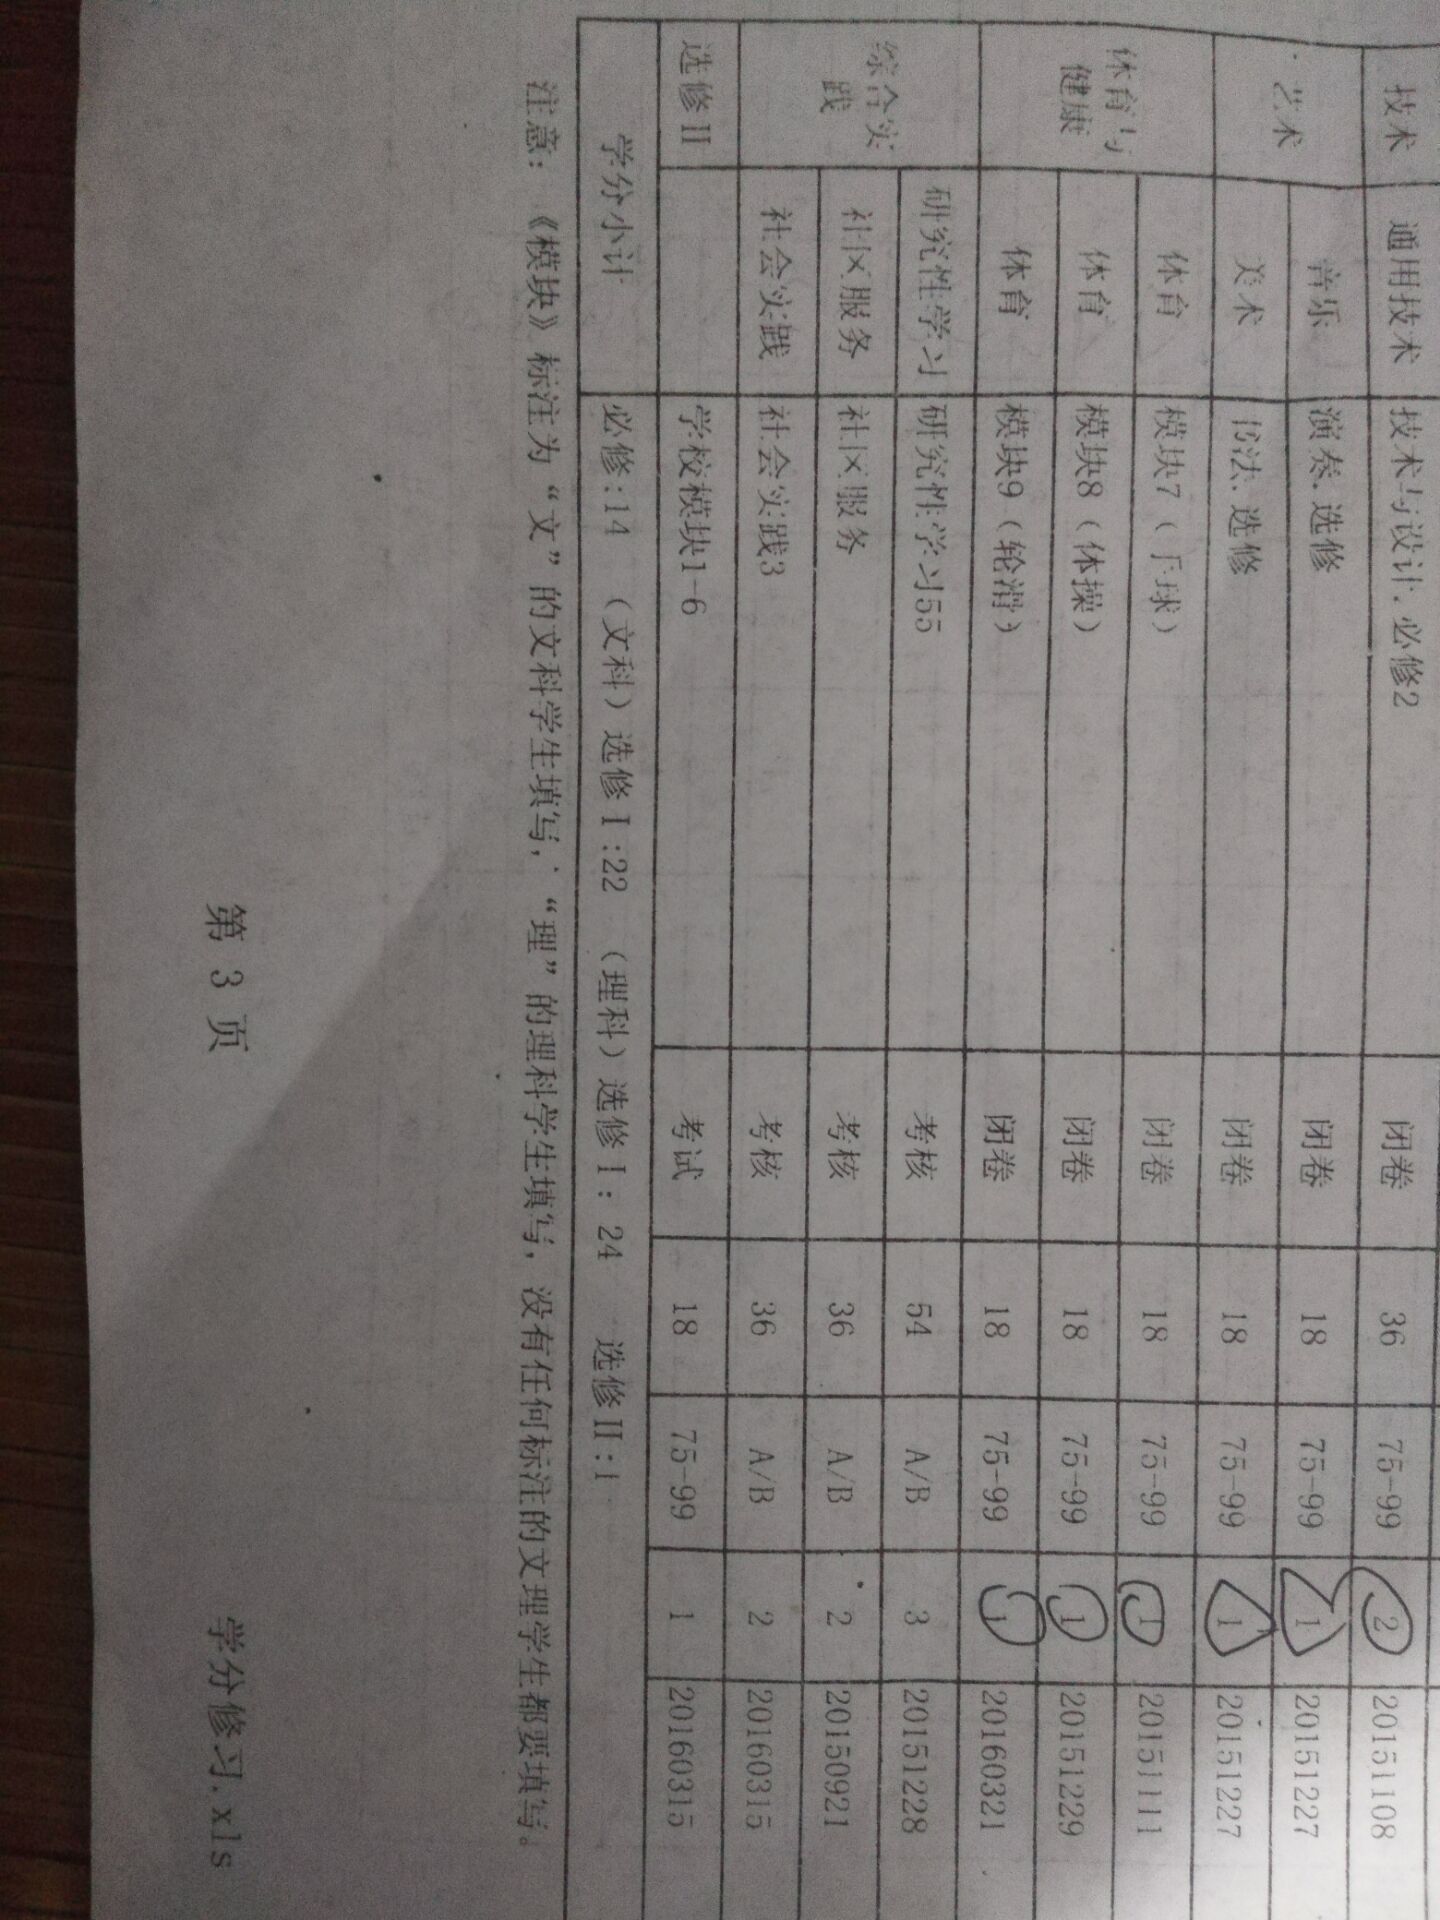 技术 通用技术 技术与设计.必修2 闭卷 36 75-99 2 20151108
艺术 音乐 演奏.选修 闭卷 18 75-99 1 20151227
美术 书法.选修 闭卷 18 75-99 1 20151227
体育与健康 体育 模块7（手球） 闭卷 18 75-99 1 20151111
体育 模块8（体操） 闭卷 18 75-99 1 20151229
体育 模块9（轮滑） 闭卷 18 75-99 1 20160321
综合实践 研究性学习 研究性学习55 考核 54 A/B 3 20151228
社区服务 社区服务 考核 36 A/B 2 20150921
社会实践 社会实践3 考核 36 A/B 2 20160315
选修II 学校模块1-6 考试 18 75-99 1 20160315
学分小计 必修:14 （文科）选修I:22 （理科）选修I: 24 选修II:1
注意：《模块》标注为“文”的文科学生填写，“理”的理科学生填写，没有任何标注的文理学生都要填写。
第 3 页 学分修习.xls